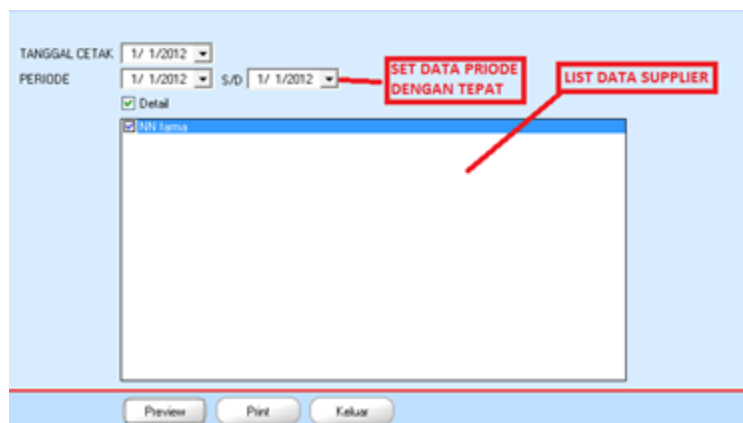 TANGGAL CETAK 1/ 1/2012
PERIODE 1/ 1/2012 S/D 1/ 1/2012
SET DATA PRIODE
DENGAN TEPAT
LIST DATA SUPPLIER
Detail
NN farma
Preview Print Keluar